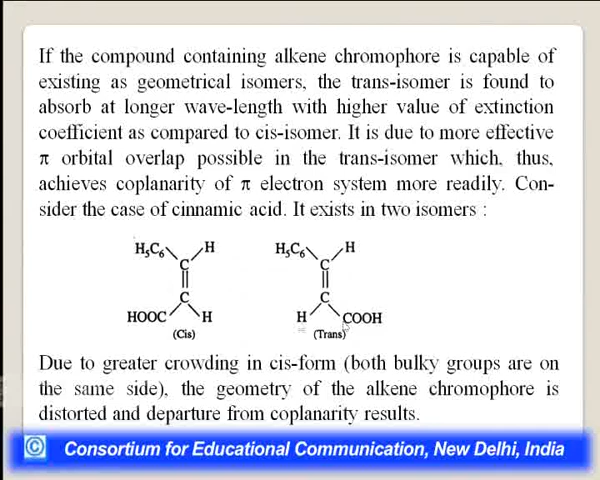 If the compound containing alkene chromophore is capable of
existing as geometrical isomers, the trans-isomer is found to
absorb at longer wave-length with higher value of extinction
coefficient as compared to cis-isomer. It is due to more effective
π orbital overlap possible in the trans-isomer which, thus,
achieves coplanarity of π electron system more readily. Con-
sider the case of cinnamic acid. It exists in two isomers :
H₅C₆ H H₅C₆ H
C C
C C
HOOC H H COOH
(Cis) (Trans)
Due to greater crowding in cis-form (both bulky groups are on
the same side), the geometry of the alkene chromophore is
distorted and departure from coplanarity results.
© Consortium for Educational Communication, New Delhi, India